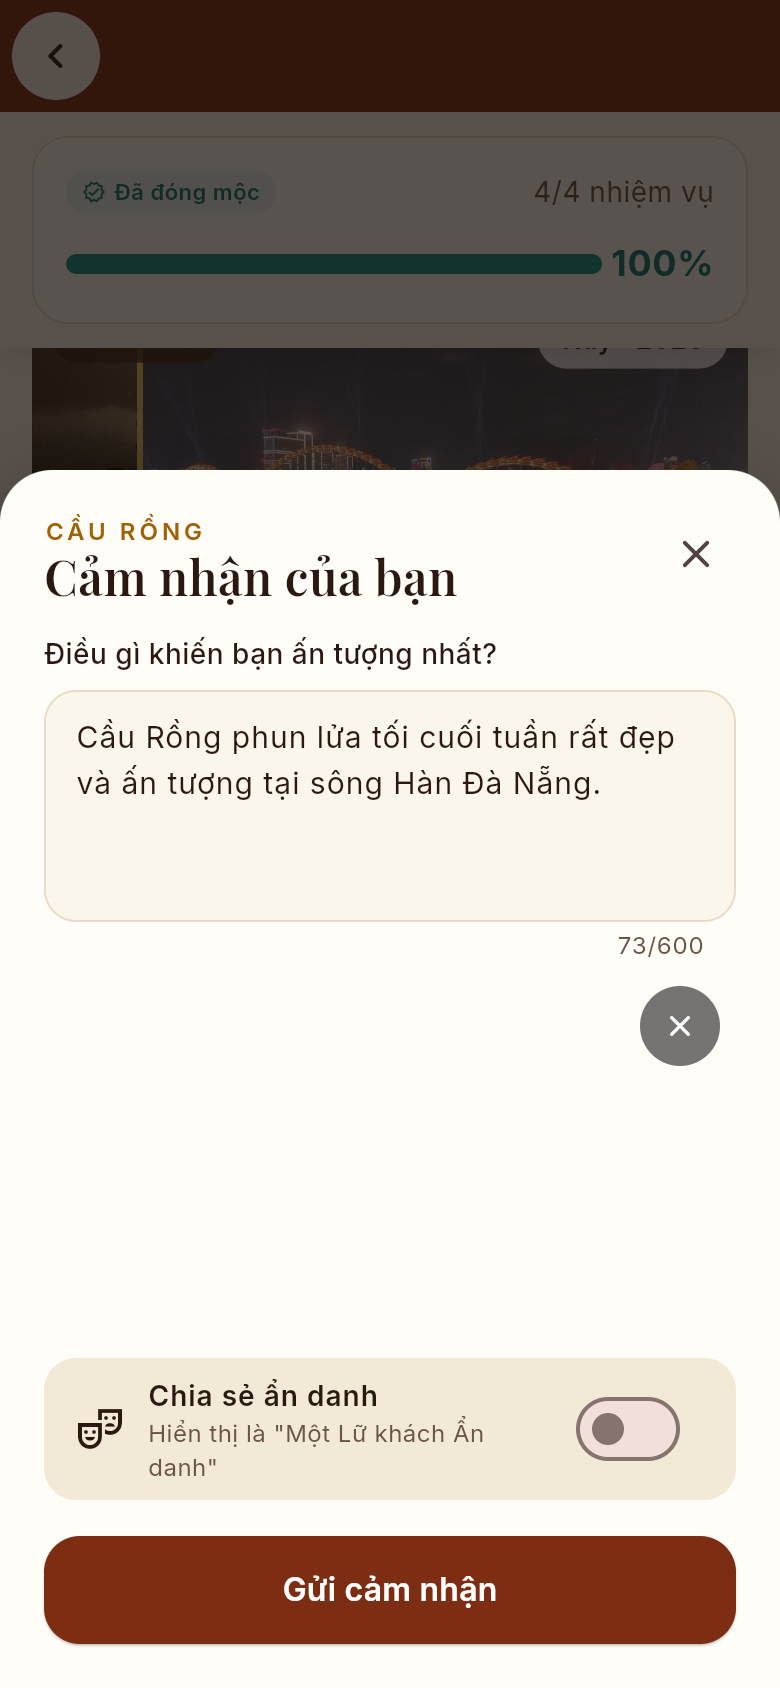 Đã đóng mộc
4/4 nhiệm vụ
100%
CẦU RỒNG
Cảm nhận của bạn
Điều gì khiến bạn ấn tượng nhất?
Cầu Rồng phun lửa tối cuối tuần rất đẹp
và ấn tượng tại sông Hàn Đà Nẵng.
73/600
Chia sẻ ẩn danh
Hiển thị là "Một Lữ khách Ẩn
danh"
Gửi cảm nhận